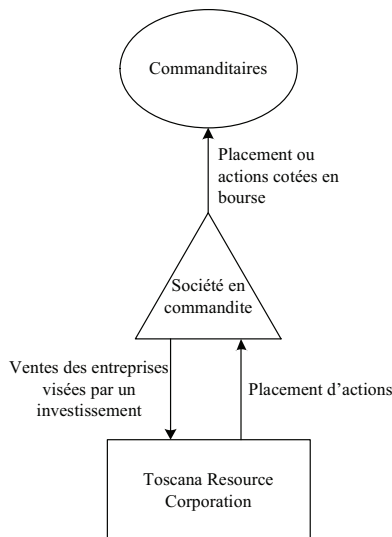 Commanditaires
Placement ou
actions cotées en
bourse
Société en
commandite
Ventes des entreprises
visées par un
investissement
Placement d'actions
Toscana Resource
Corporation